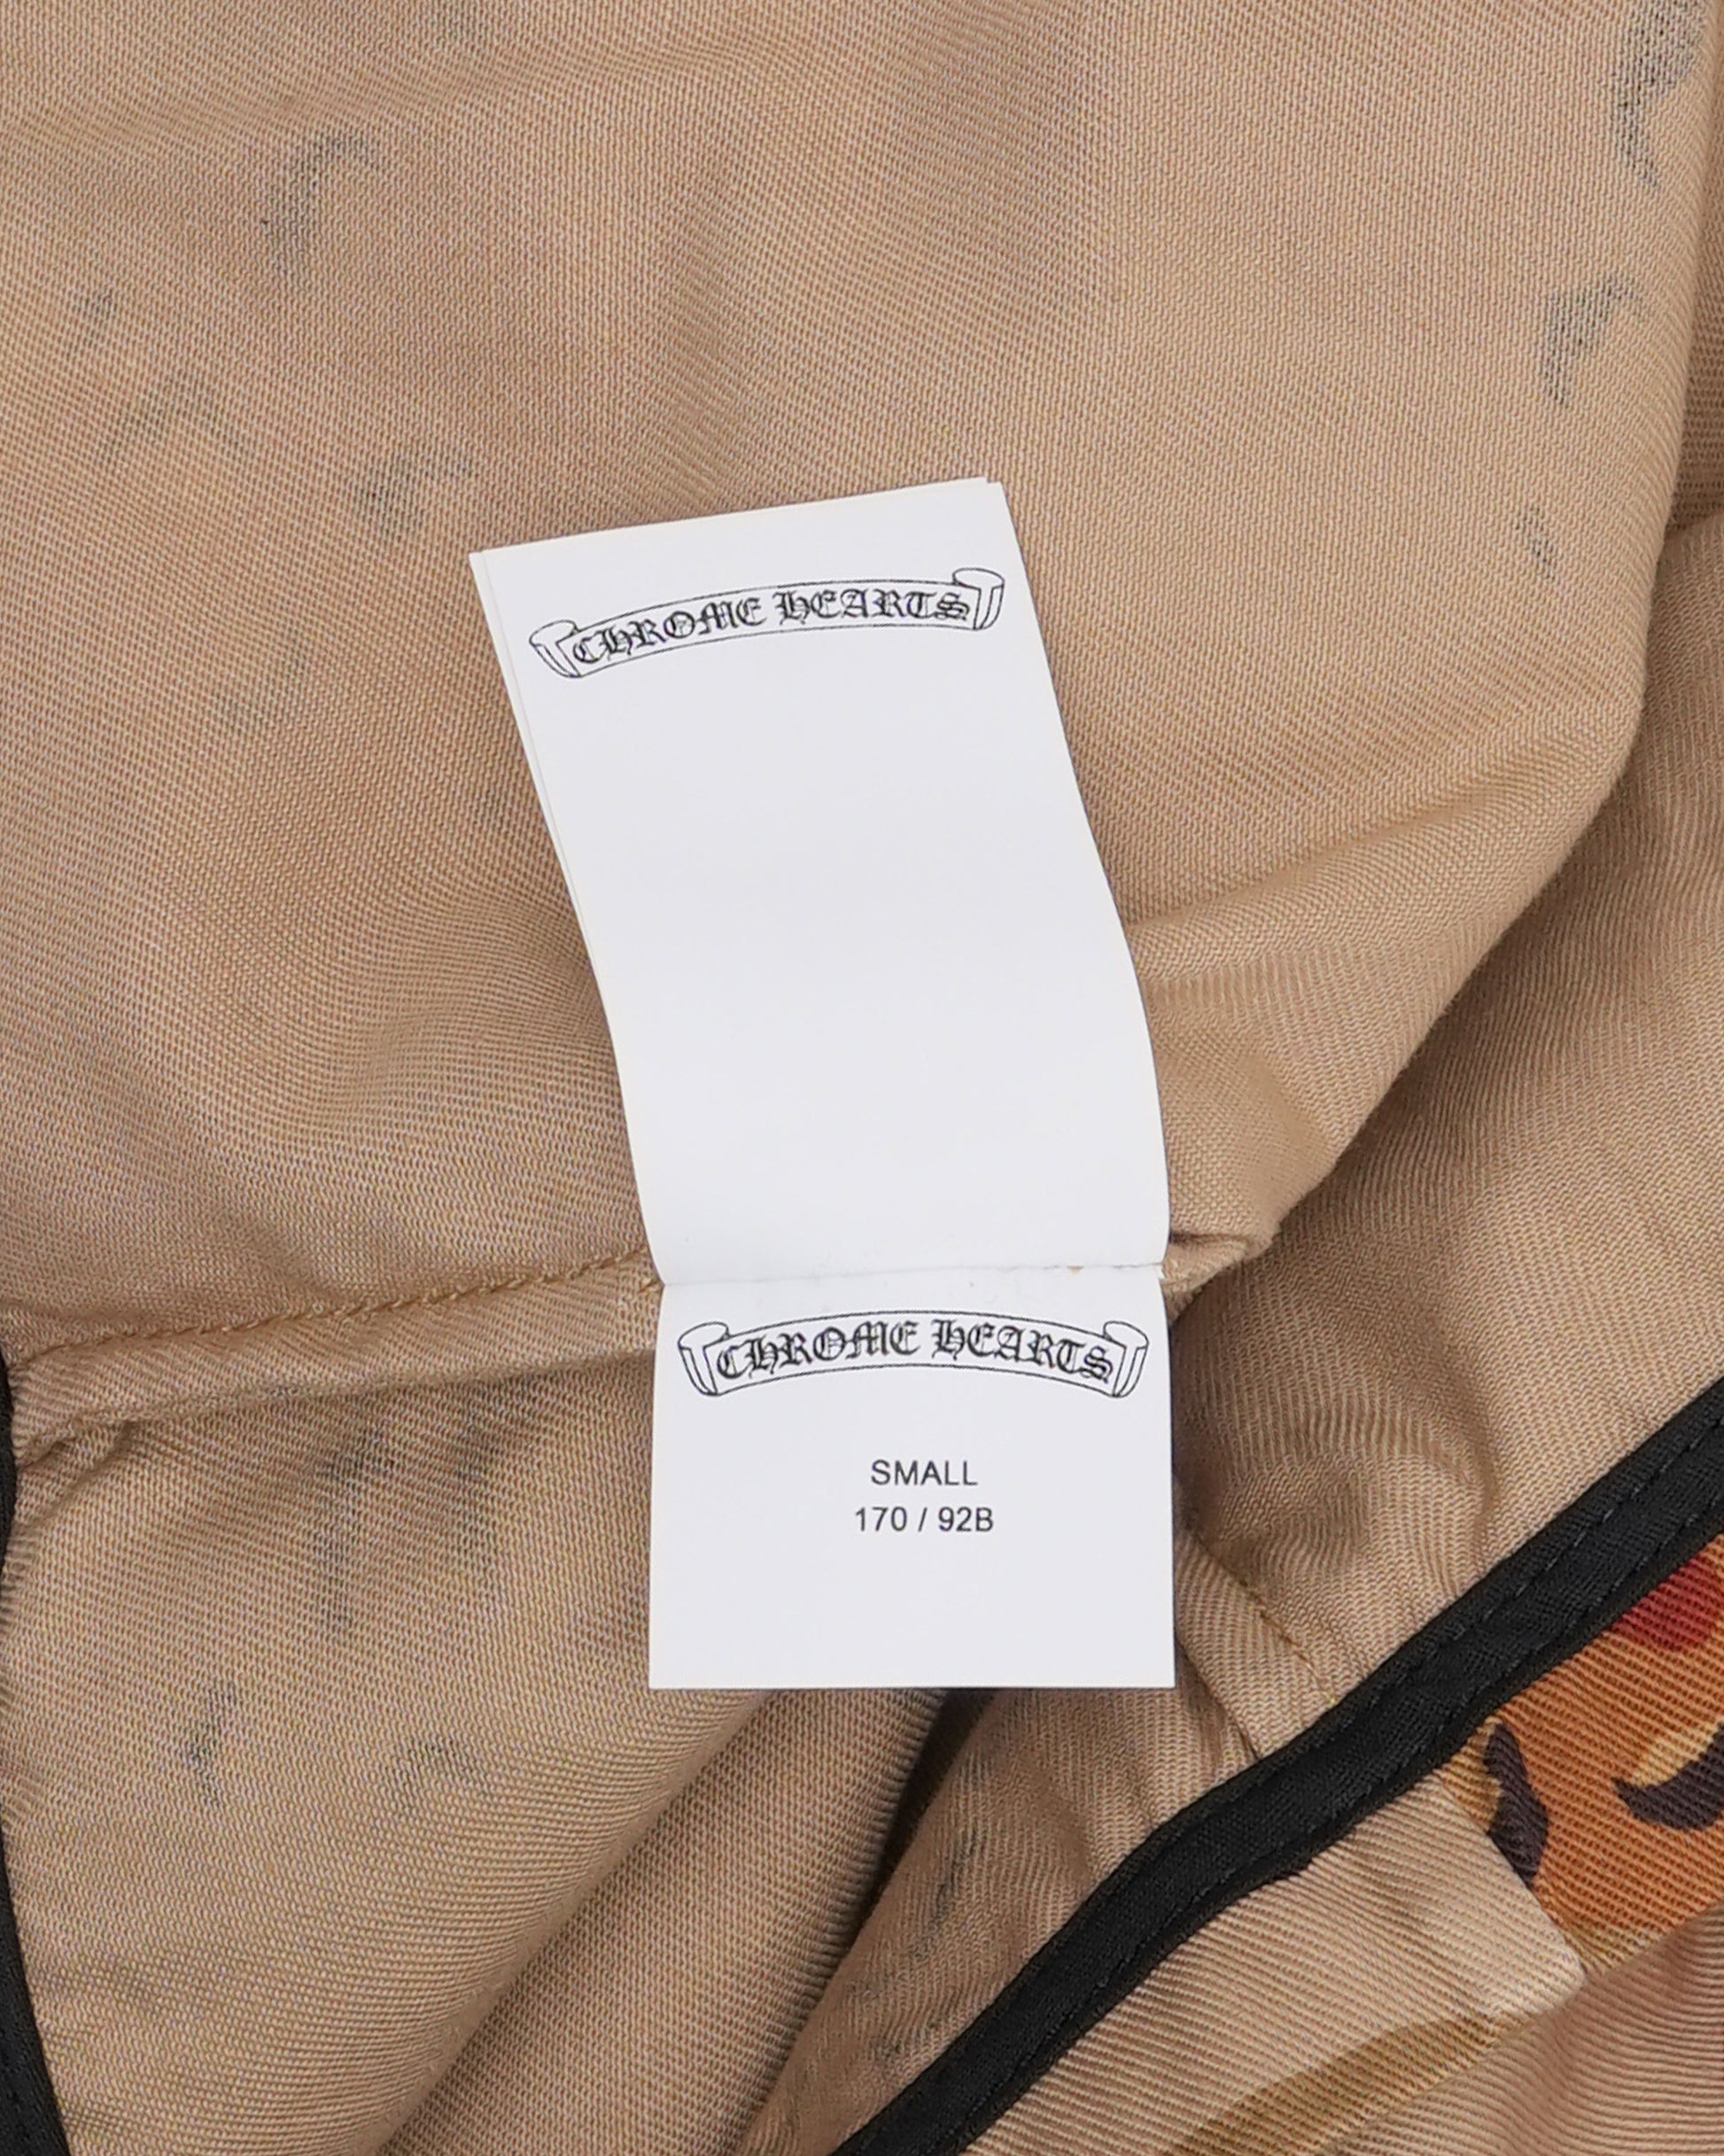 CHROME HEARTS
CHROME HEARTS
SMALL
170 / 92B